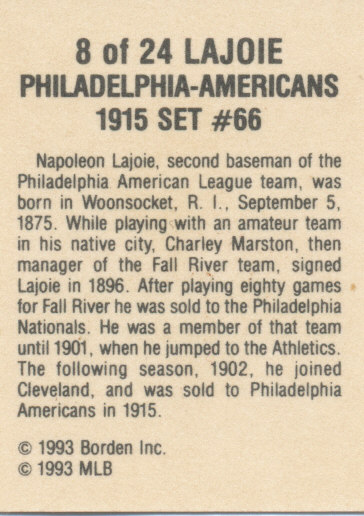 8 of 24 LAJOIE
PHILADELPHIA-AMERICANS
1915 SET #66
Napoleon Lajoie, second baseman of the
Philadelphia American League team, was
born in Woonsocket, R. I., September 5,
1875. While playing with an amateur team
in his native city, Charley Marston, then
manager of the Fall River team, signed
Lajoie in 1896. After playing eighty games
for Fall River he was sold to the Philadelphia
Nationals. He was a member of that team
until 1901, when he jumped to the Athletics.
The following season, 1902, he joined
Cleveland, and was sold to Philadelphia
Americans in 1915.
© 1993 Borden Inc.
© 1993 MLB